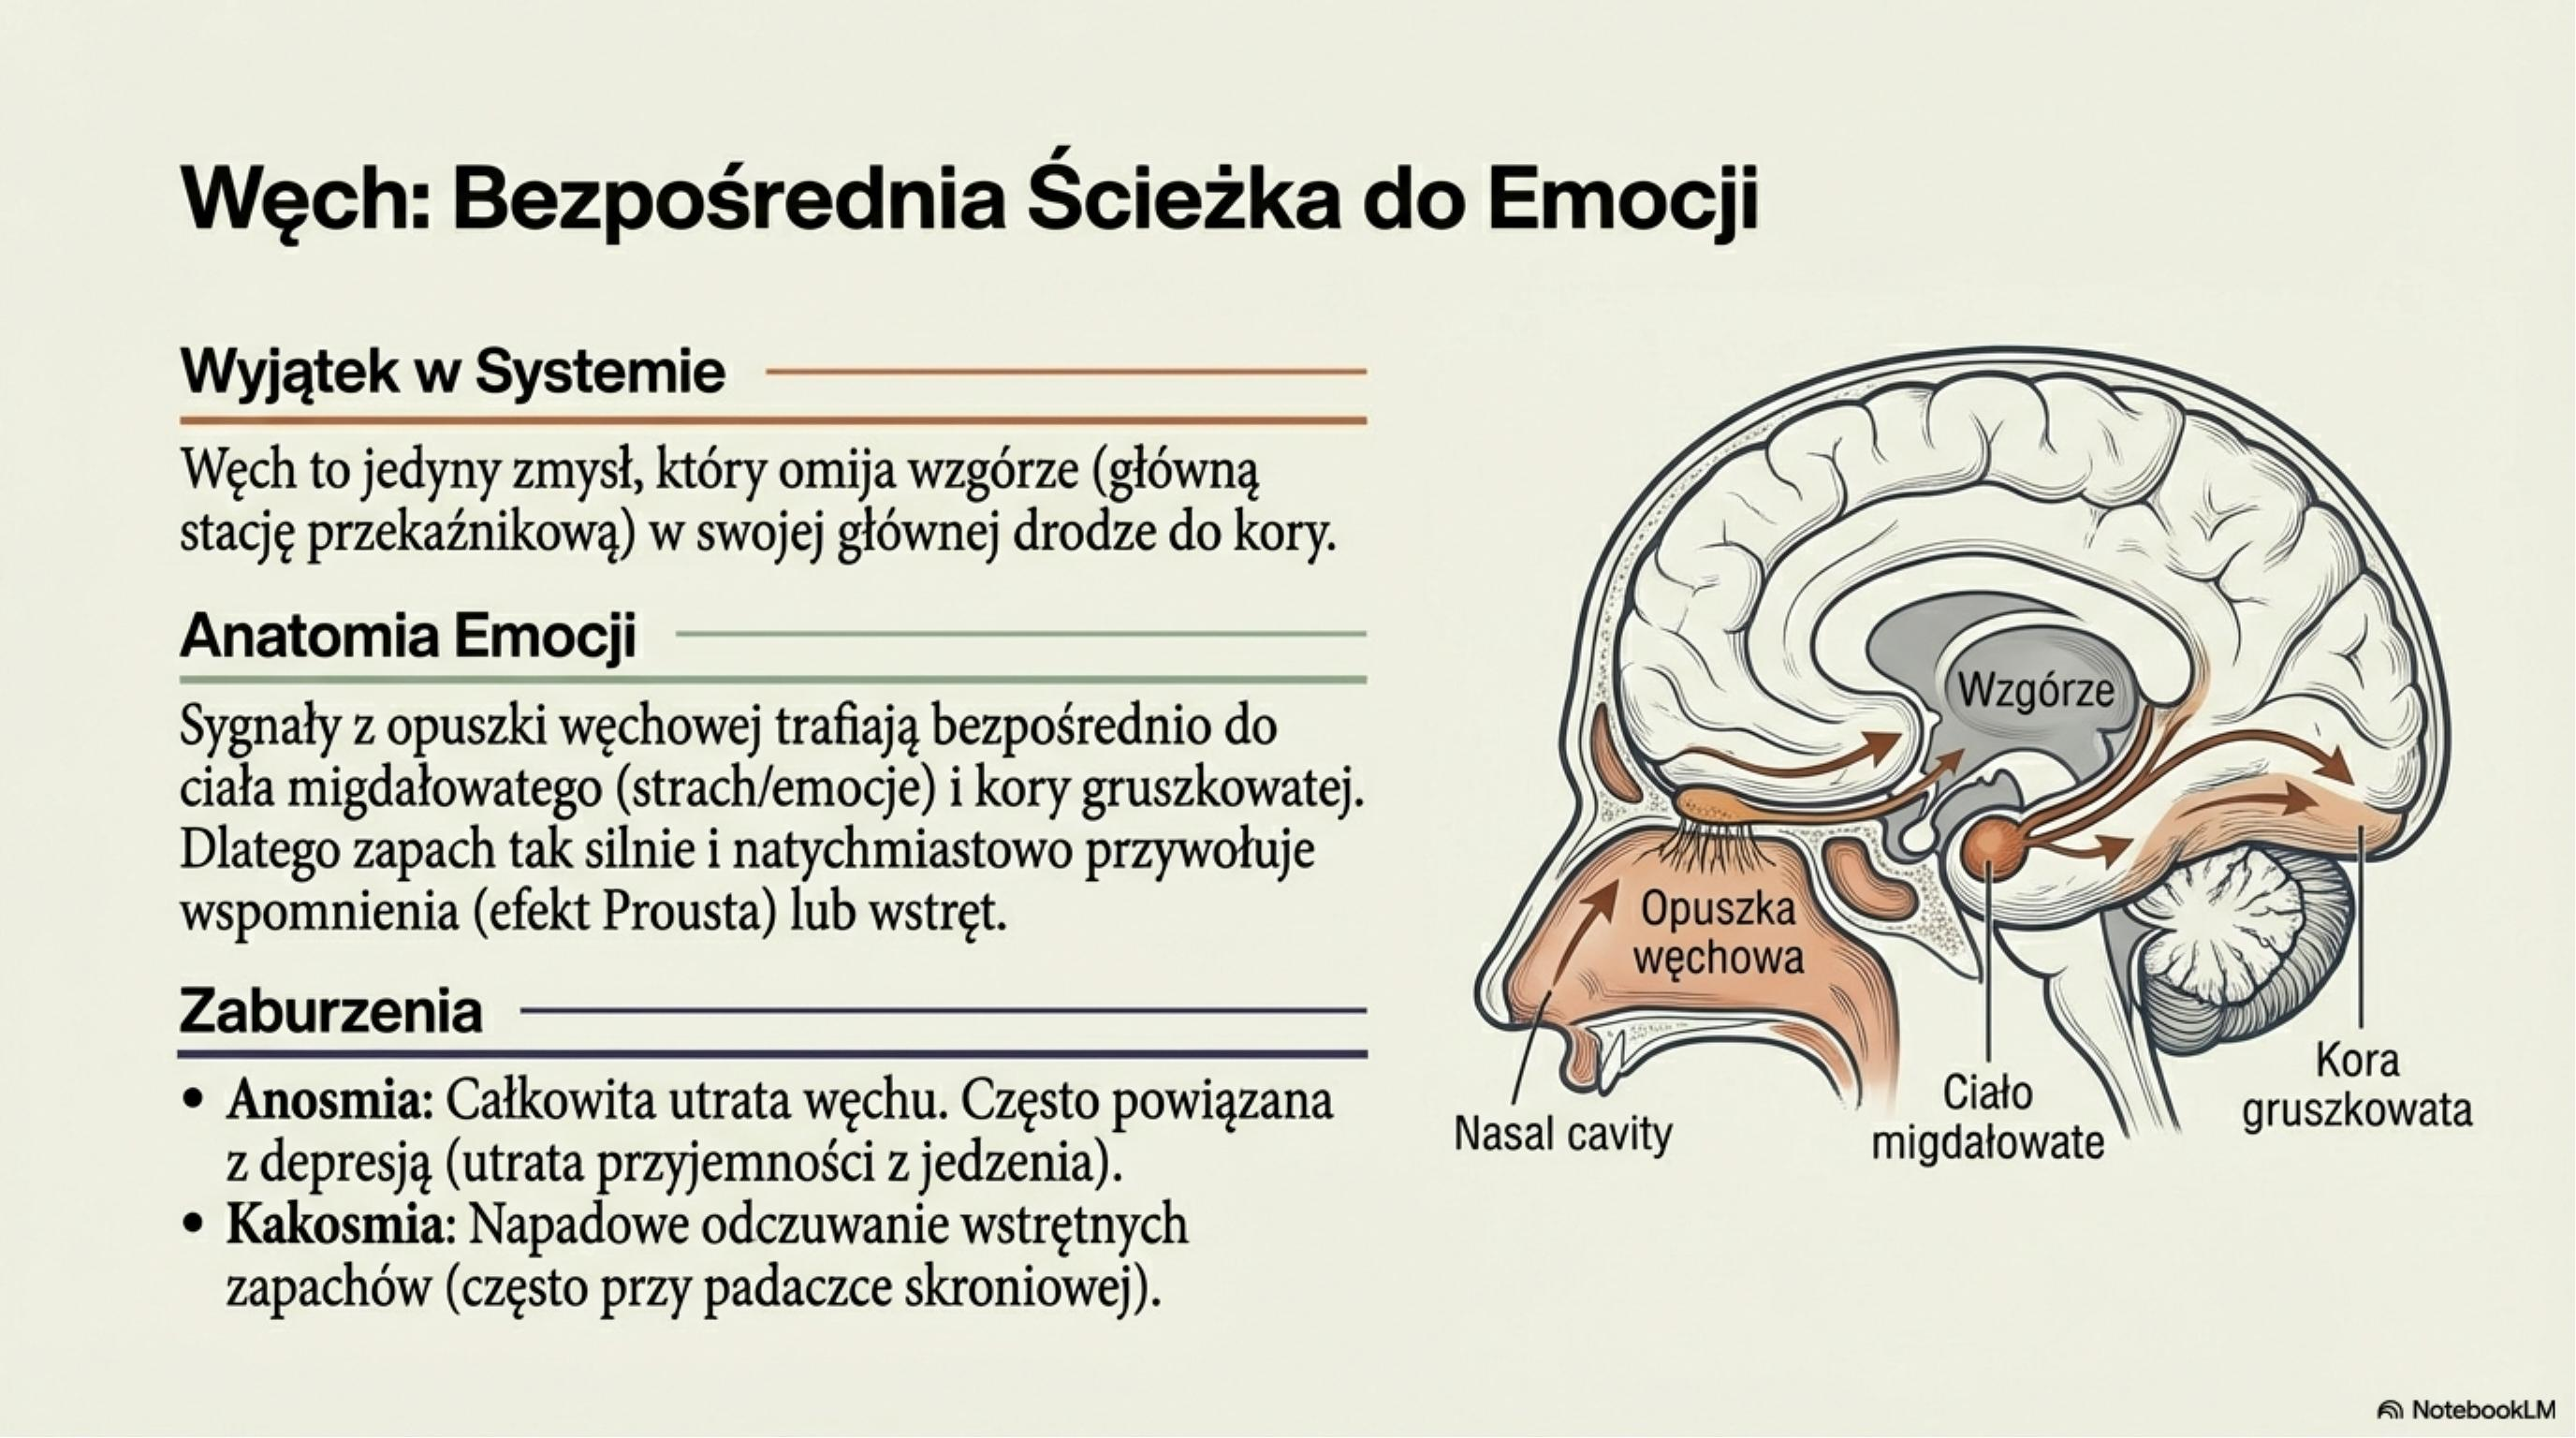 Węch: Bezpośrednia Ścieżka do Emocji
Wyjątek w Systemie
Węch to jedyny zmysł, który omija wzgórze (główną
stację przekaźnikową) w swojej głównej drodze do kory.
Anatomia Emocji
Sygnały z opuszki węchowej trafiają bezpośrednio do
ciała migdałowatego (strach/emocje) i kory gruszkowatej.
Dlatego zapach tak silnie i natychmiastowo przywołuje
wspomnienia (efekt Prousta) lub wstręt.
Zaburzenia
• Anosmia: Całkowita utrata węchu. Często powiązana
z depresją (utrata przyjemności z jedzenia).
• Kakosmia: Napadowe odczuwanie wstrętnych
zapachów (często przy padaczce skroniowej).
Wzgórze
Opuszka
węchowa
Nasal cavity
Ciało
migdałowate
Kora
gruszkowata
NotebookLM